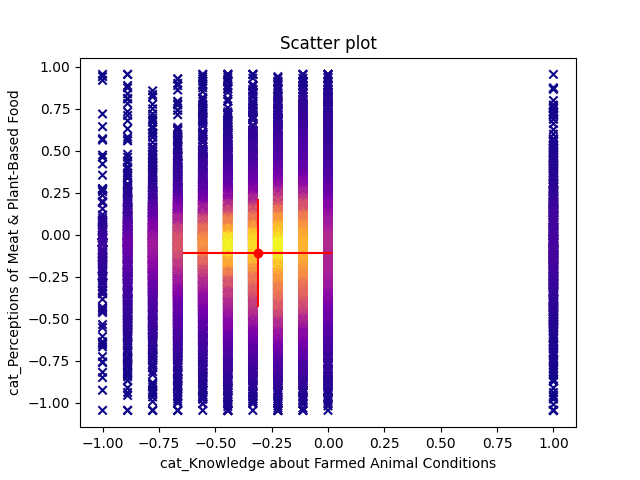 Scatter plot
1.00
0.75
0.50
0.25
0.00
−0.25
−0.50
−0.75
−1.00
cat_Perceptions of Meat & Plant-Based Food
−1.00 −0.75 −0.50 −0.25 0.00 0.25 0.50 0.75 1.00
cat_Knowledge about Farmed Animal Conditions